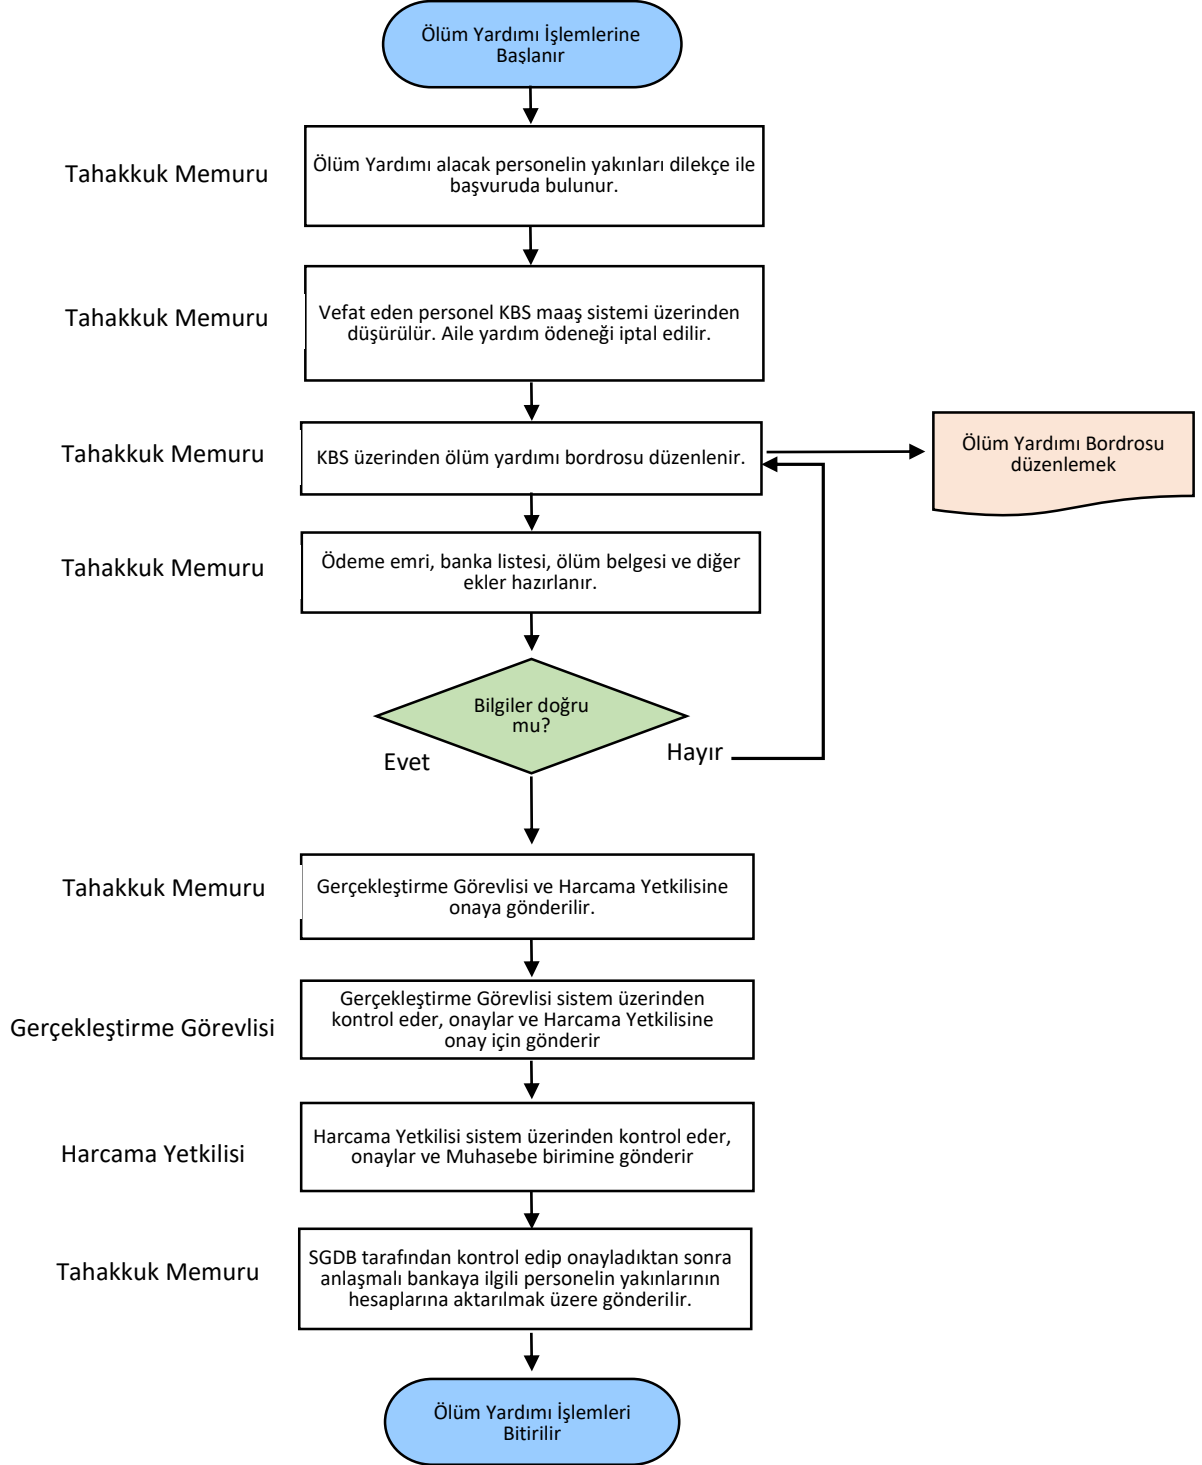 Ölüm Yardımı İşlemlerine
Başlanır
Tahakkuk Memuru
Ölüm Yardımı alacak personelin yakınları dilekçe ile
başvuruda bulunur.
Tahakkuk Memuru
Vefat eden personel KBS maaş sistemi üzerinden
düşürülür. Aile yardım ödeneği iptal edilir.
Tahakkuk Memuru
KBS üzerinden ölüm yardımı bordrosu düzenlenir.
Ölüm Yardımı Bordrosu
düzenlemek
Tahakkuk Memuru
Ödeme emri, banka listesi, ölüm belgesi ve diğer
ekler hazırlanır.
Bilgiler doğru
mu?
Evet
Hayır
Tahakkuk Memuru
Gerçekleştirme Görevlisi ve Harcama Yetkilisine
onaya gönderilir.
Gerçekleştirme Görevlisi
Gerçekleştirme Görevlisi sistem üzerinden
kontrol eder, onaylar ve Harcama Yetkilisine
onay için gönderir
Harcama Yetkilisi
Harcama Yetkilisi sistem üzerinden kontrol eder,
onaylar ve Muhasebe birimine gönderir
Tahakkuk Memuru
SGDB tarafından kontrol edip onayladıktan sonra
anlaşmalı bankaya ilgili personelin yakınlarının
hesaplarına aktarılmak üzere gönderilir.
Ölüm Yardımı İşlemleri
Bitirilir